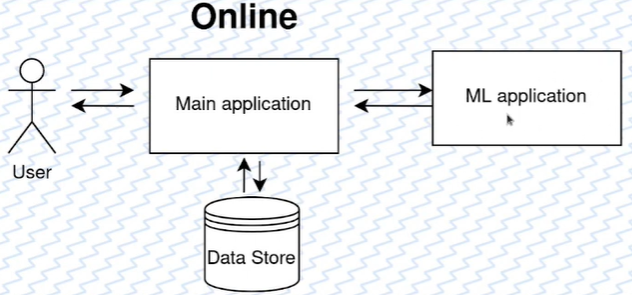 Online
Main application
ML application
User
Data Store